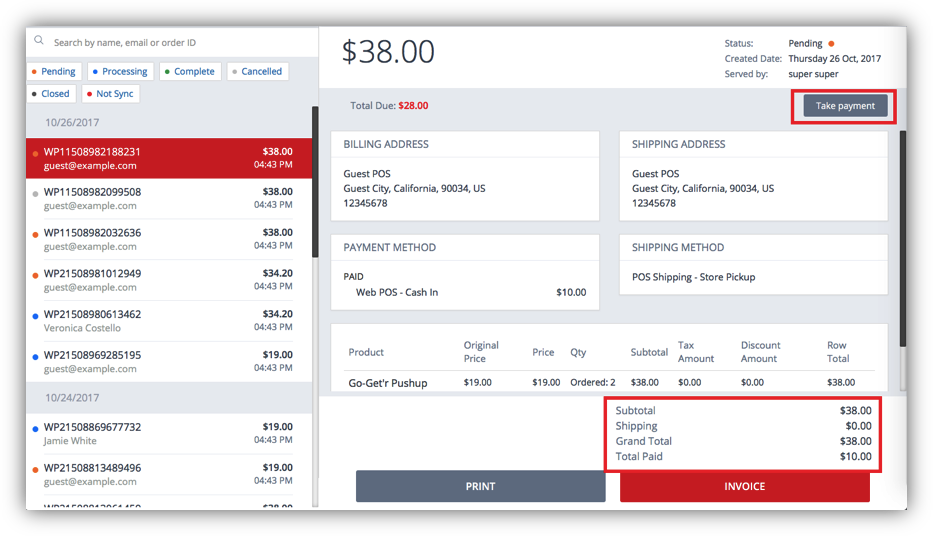 Search by name, email or order ID
Pending Processing Complete Cancelled
Closed Not Sync
10/26/2017
WP11508982188231 $38.00
guest@example.com 04:43 PM
WP21508982099508 $38.00
guest@example.com 04:43 PM
WP21508982032636 $38.00
guest@example.com 04:43 PM
WP21508981012949 $34.20
guest@example.com 04:43 PM
WP21508980613462 $34.20
Veronica Costello 04:43 PM
WP21508969285195 $19.00
guest@example.com 04:43 PM
10/24/2017
WP21508869677732 $19.00
Jamie White 04:43 PM
WP21508813489496 $19.00
guest@example.com 04:43 PM
$38.00
Status: Pending
Created Date: Thursday 26 Oct, 2017
Served by: super super
Total Due: $28.00
Take payment
BILLING ADDRESS
Guest POS
Guest City, California, 90034, US
12345678
SHIPPING ADDRESS
Guest POS
Guest City, California, 90034, US
12345678
PAYMENT METHOD
PAID
Web POS - Cash In $10.00
SHIPPING METHOD
POS Shipping - Store Pickup
Product Original Price Price Qty Subtotal Tax Amount Discount Amount Row Total
Go-Get'r Pushup $19.00 $19.00 Ordered: 2 $38.00 $0.00 $0.00 $38.00
Subtotal $38.00
Shipping $0.00
Grand Total $38.00
Total Paid $10.00
PRINT INVOICE